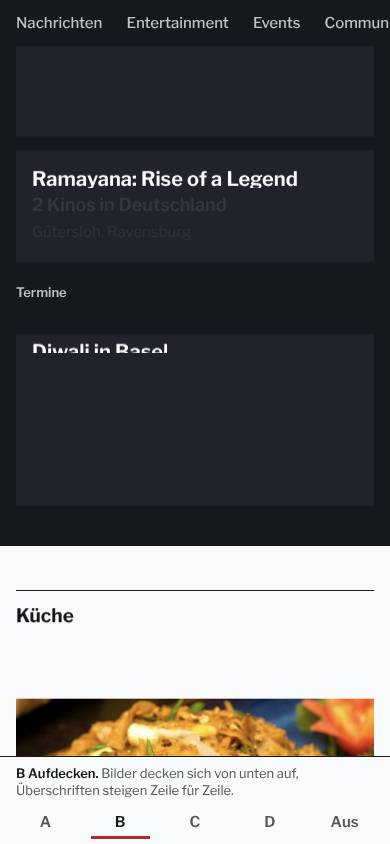 Nachrichten Entertainment Events Commun
Ramayana: Rise of a Legend
2 Kinos in Deutschland
Gütersloh, Ravensburg
Termine
Diwali in Basel
Küche
B Aufdecken. Bilder decken sich von unten auf,
Überschriften steigen Zeile für Zeile.
A B C D Aus